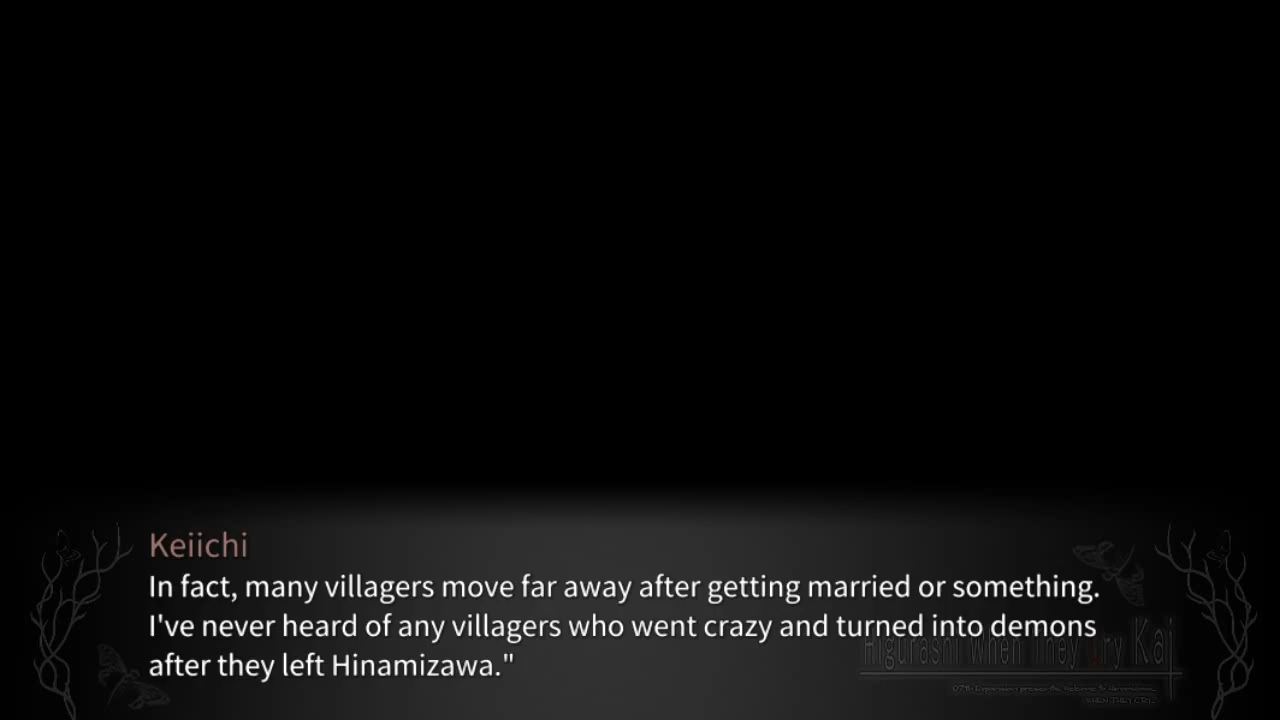 Keiichi
In fact, many villagers move far away after getting married or something.
I've never heard of any villagers who went crazy and turned into demons
after they left Hinamizawa."
Higurashi When They Cry Kai